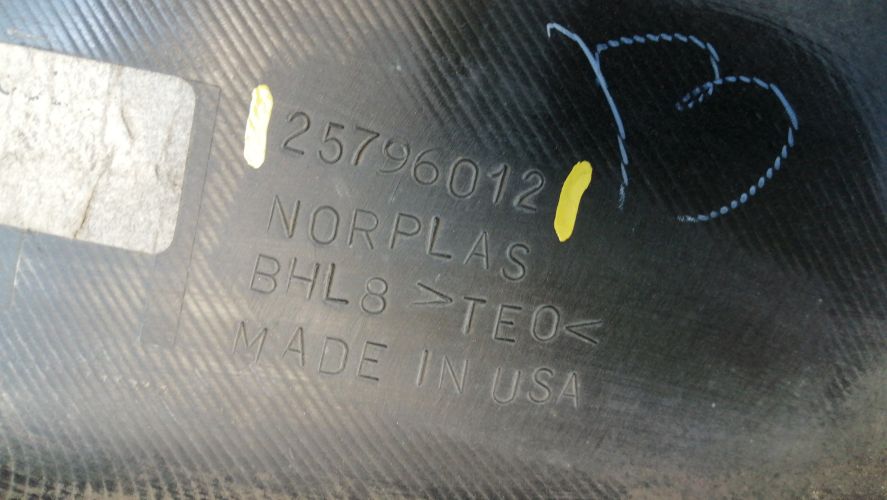 25796012
NORPLAS
BHL8 >TEO<
MADE IN USA
B